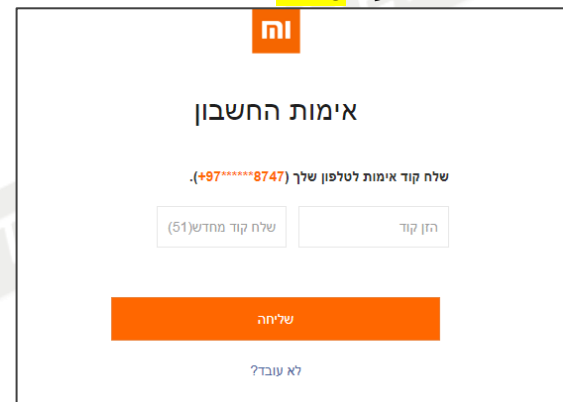 mi
אימות החשבון
שלח קוד אימות לטלפון שלך (+97******8747).
הזן קוד
שלח קוד מחדש(51)
שליחה
לא עובד?